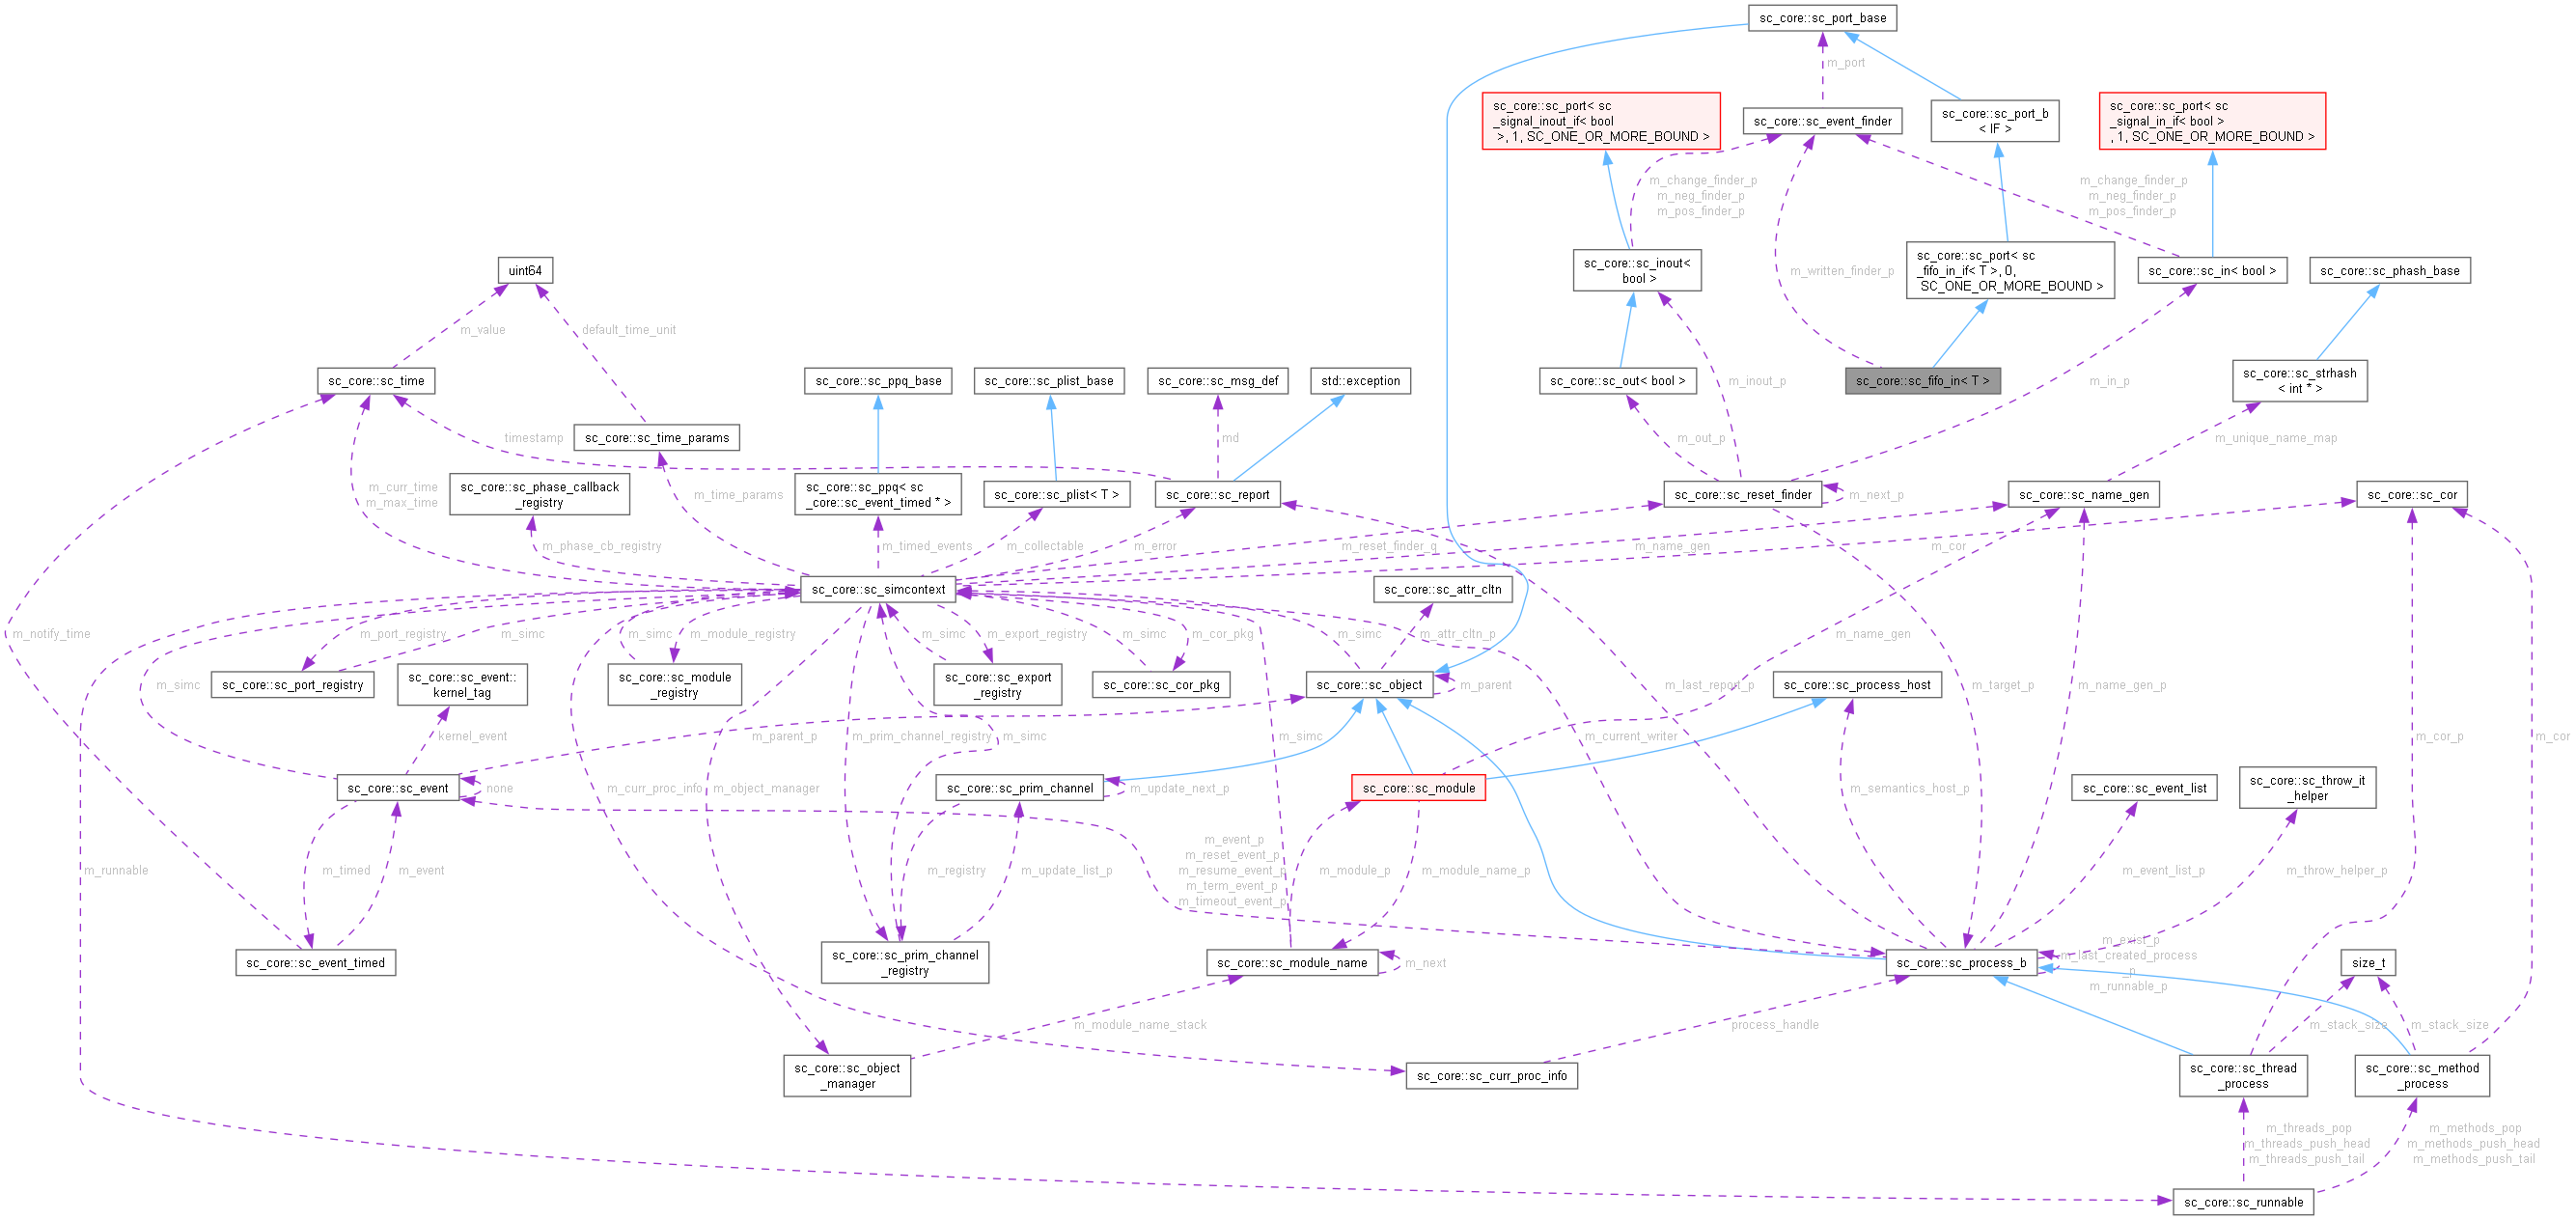 sc_core::sc_port_base
m_port
sc_core::sc_port< sc
_signal_inout_if< bool
>, 1, SC_ONE_OR_MORE_BOUND >
sc_core::sc_event_finder
sc_core::sc_port_b
< IF >
sc_core::sc_port< sc
_signal_in_if< bool >
, 1, SC_ONE_OR_MORE_BOUND >
m_change_finder_p
m_neg_finder_p
m_pos_finder_p
m_change_finder_p
m_neg_finder_p
m_pos_finder_p
uint64
sc_core::sc_inout<
bool >
m_written_finder_p
sc_core::sc_port< sc
_fifo_in_if< T >, 0,
SC_ONE_OR_MORE_BOUND >
sc_core::sc_in< bool >
sc_core::sc_phash_base
m_value
default_time_unit
sc_core::sc_time
sc_core::sc_ppq_base
sc_core::sc_plist_base
sc_core::sc_msg_def
std::exception
sc_core::sc_out< bool >
m_inout_p
sc_core::sc_fifo_in< T >
m_in_p
sc_core::sc_strhash
< int * >
timestamp
sc_core::sc_time_params
md
m_out_p
m_unique_name_map
m_curr_time
m_max_time
sc_core::sc_phase_callback
_registry
m_time_params
sc_core::sc_ppq< sc
_core::sc_event_timed * >
sc_core::sc_plist< T >
sc_core::sc_report
sc_core::sc_reset_finder
m_next_p
sc_core::sc_name_gen
sc_core::sc_cor
m_phase_cb_registry
m_timed_events
m_collectable
m_error
m_reset_finder_q
m_name_gen
m_cor
sc_core::sc_simcontext
sc_core::sc_attr_cltn
m_notify_time
m_port_registry
m_simc
m_simc
m_module_registry
m_simc
m_export_registry
m_simc
m_cor_pkg
m_simc
m_attr_cltn_p
m_name_gen
m_simc
sc_core::sc_port_registry
sc_core::sc_event::
kernel_tag
sc_core::sc_module
_registry
sc_core::sc_export
_registry
sc_core::sc_cor_pkg
sc_core::sc_object
m_parent
m_last_report_p
sc_core::sc_process_host
m_target_p
m_name_gen_p
kernel_event
m_parent_p
m_prim_channel_registry
m_simc
m_simc
m_current_writer
m_cor_p
m_cor
sc_core::sc_event
none
m_curr_proc_info
m_object_manager
sc_core::sc_prim_channel
m_update_next_p
sc_core::sc_module
m_semantics_host_p
sc_core::sc_event_list
sc_core::sc_throw_it
_helper
m_runnable
m_timed
m_event
m_registry
m_update_list_p
m_event_p
m_reset_event_p
m_resume_event_p
m_term_event_p
m_timeout_event_p
m_module_p
m_module_name_p
m_event_list_p
m_throw_helper_p
sc_core::sc_event_timed
sc_core::sc_prim_channel
_registry
sc_core::sc_module_name
m_next
sc_core::sc_process_b
m_exist_p
m_last_created_process
_p
m_runnable_p
size_t
m_module_name_stack
process_handle
m_stack_size
m_stack_size
sc_core::sc_object
_manager
sc_core::sc_curr_proc_info
sc_core::sc_thread
_process
sc_core::sc_method
_process
m_threads_pop
m_threads_push_head
m_threads_push_tail
m_methods_pop
m_methods_push_head
m_methods_push_tail
sc_core::sc_runnable